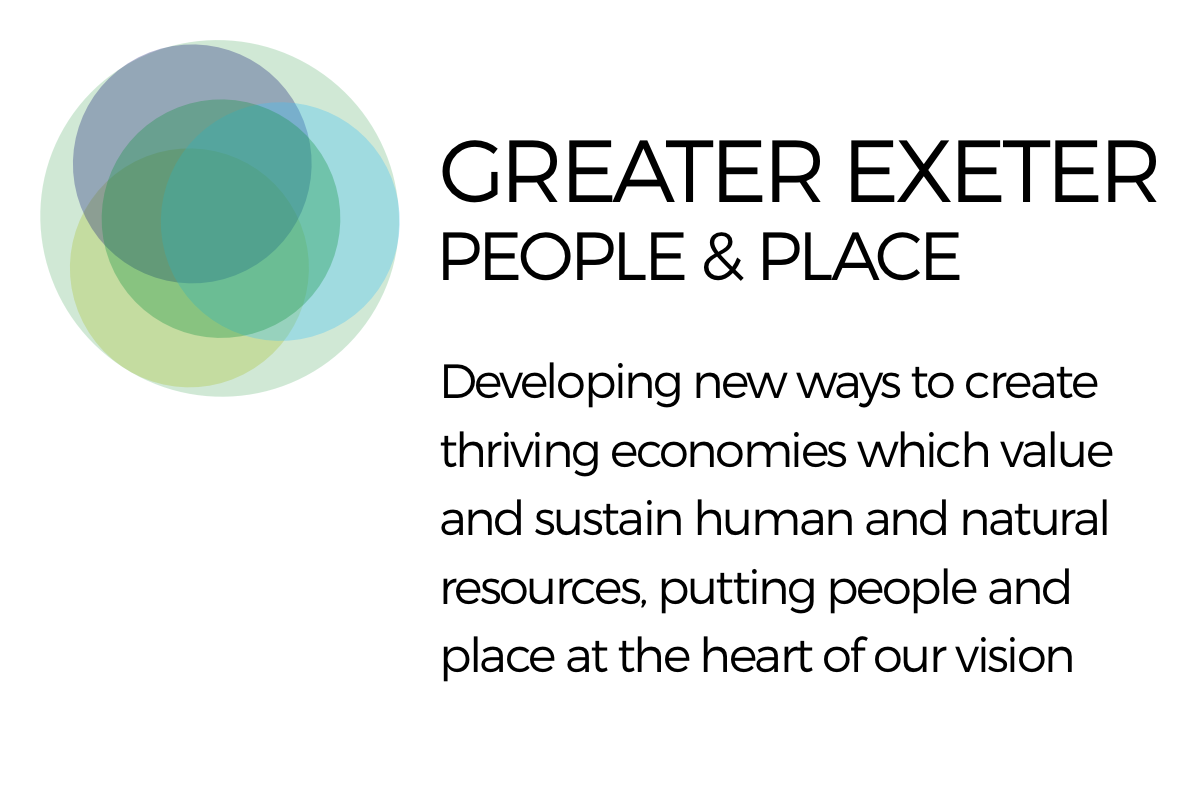 GREATER EXETER
PEOPLE & PLACE
Developing new ways to create
thriving economies which value
and sustain human and natural
resources, putting people and
place at the heart of our vision